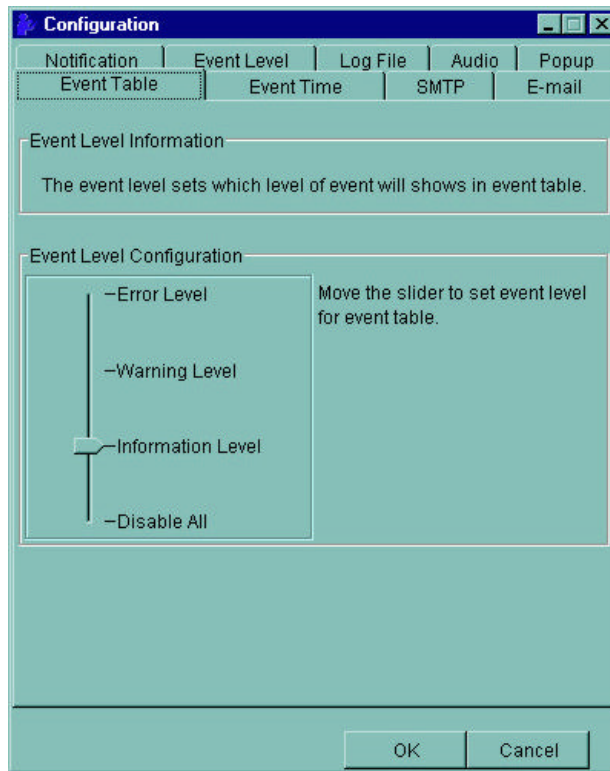 Configuration
Notification Event Level Log File Audio Popup
Event Table Event Time SMTP E-mail
Event Level Information
The event level sets which level of event will shows in event table.
Event Level Configuration
Error Level
Move the slider to set event level
for event table.
Warning Level
Information Level
Disable All
OK Cancel